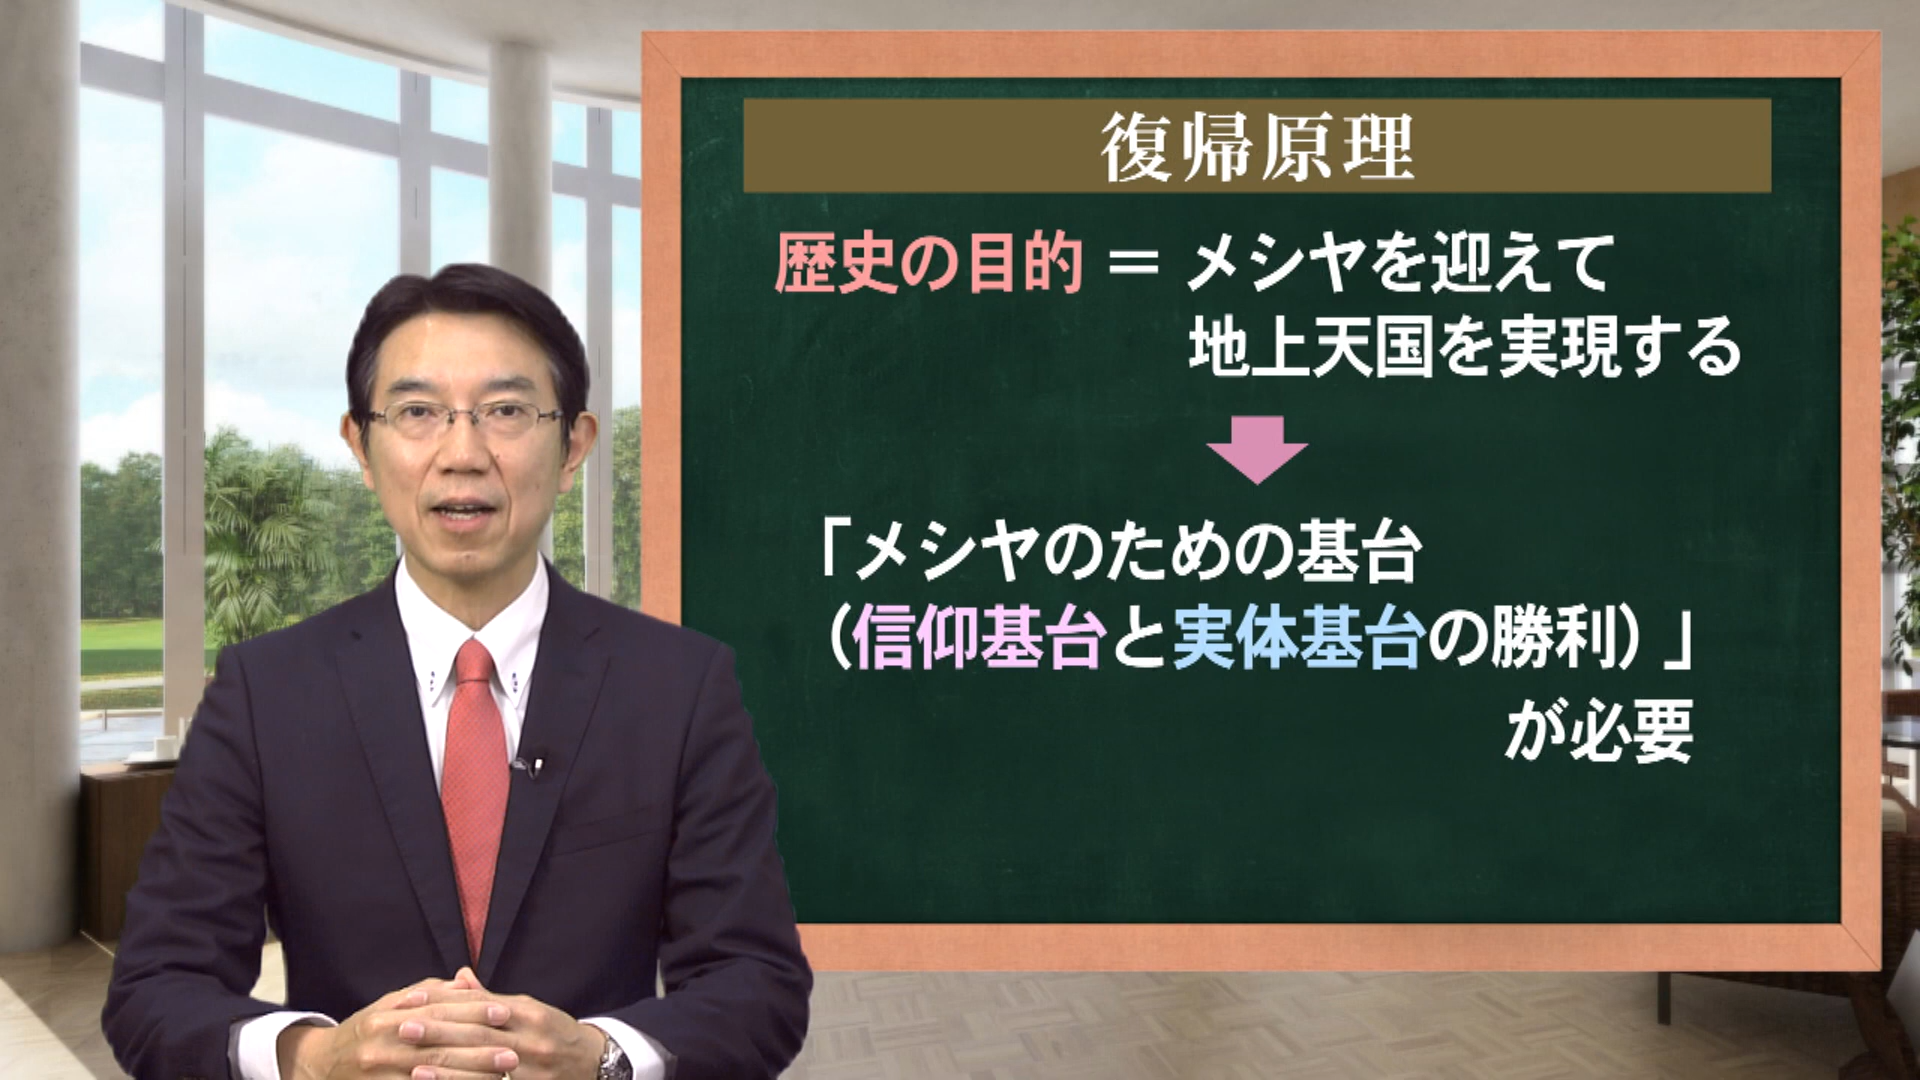 復帰原理
歴史の目的 ＝ メシヤを迎えて
地上天国を実現する
「メシヤのための基台
（信仰基台と実体基台の勝利）」
が必要